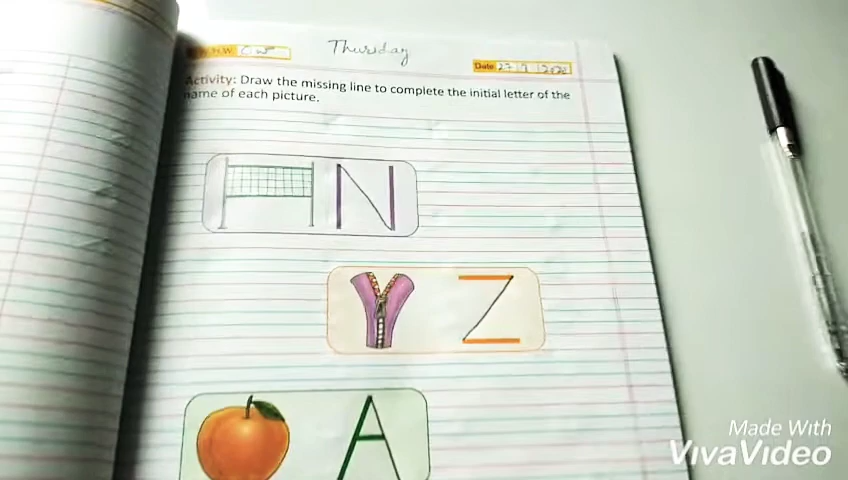 H.W. C.W
Thursday
Date
Activity: Draw the missing line to complete the initial letter of the
name of each picture.
N
Z
A
Made With
VivaVideo